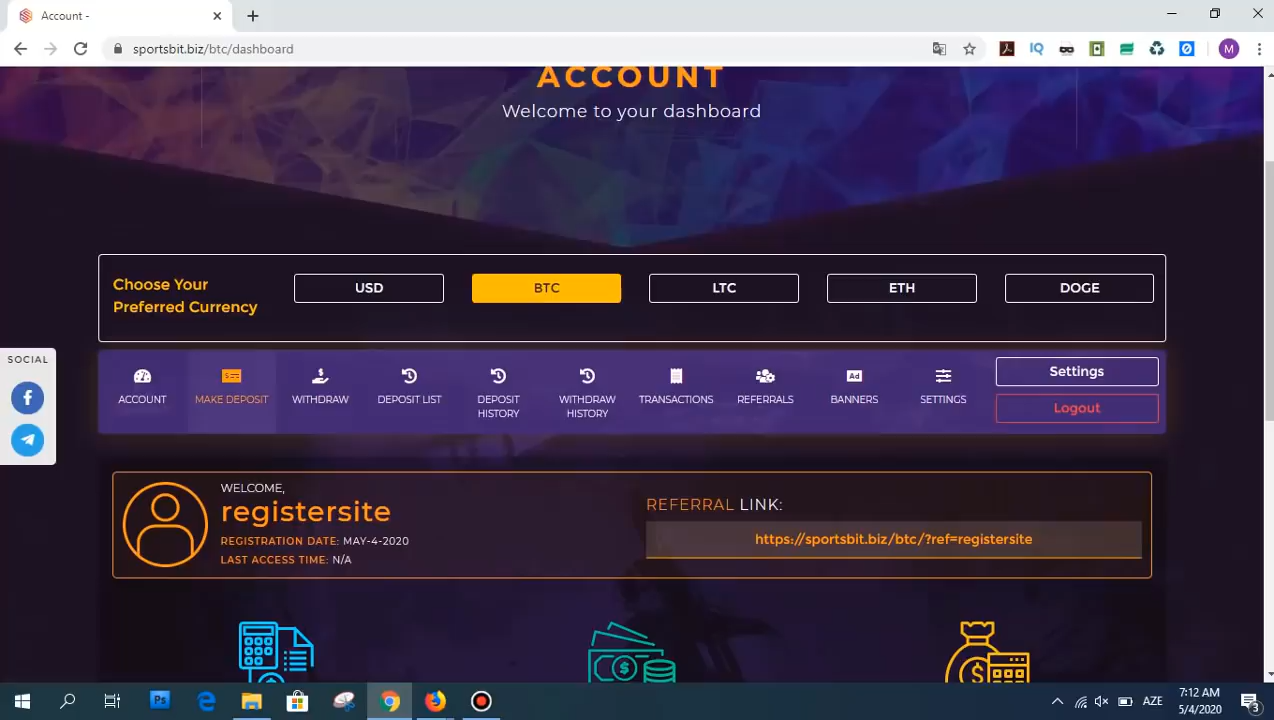 Account -
sportsbit.biz/btc/dashboard
IQ
M
ACCOUNT
Welcome to your dashboard
Choose Your
Preferred Currency
USD
BTC
LTC
ETH
DOGE
SOCIAL
ACCOUNT
MAKE DEPOSIT
WITHDRAW
DEPOSIT LIST
DEPOSIT
HISTORY
WITHDRAW
HISTORY
TRANSACTIONS
REFERRALS
Ad
BANNERS
SETTINGS
Settings
Logout
WELCOME,
registersite
REGISTRATION DATE: MAY-4-2020
LAST ACCESS TIME: N/A
REFERRAL LINK:
https://sportsbit.biz/btc/?ref=registersite
Ps
AZE
7:12 AM
5/4/2020
3